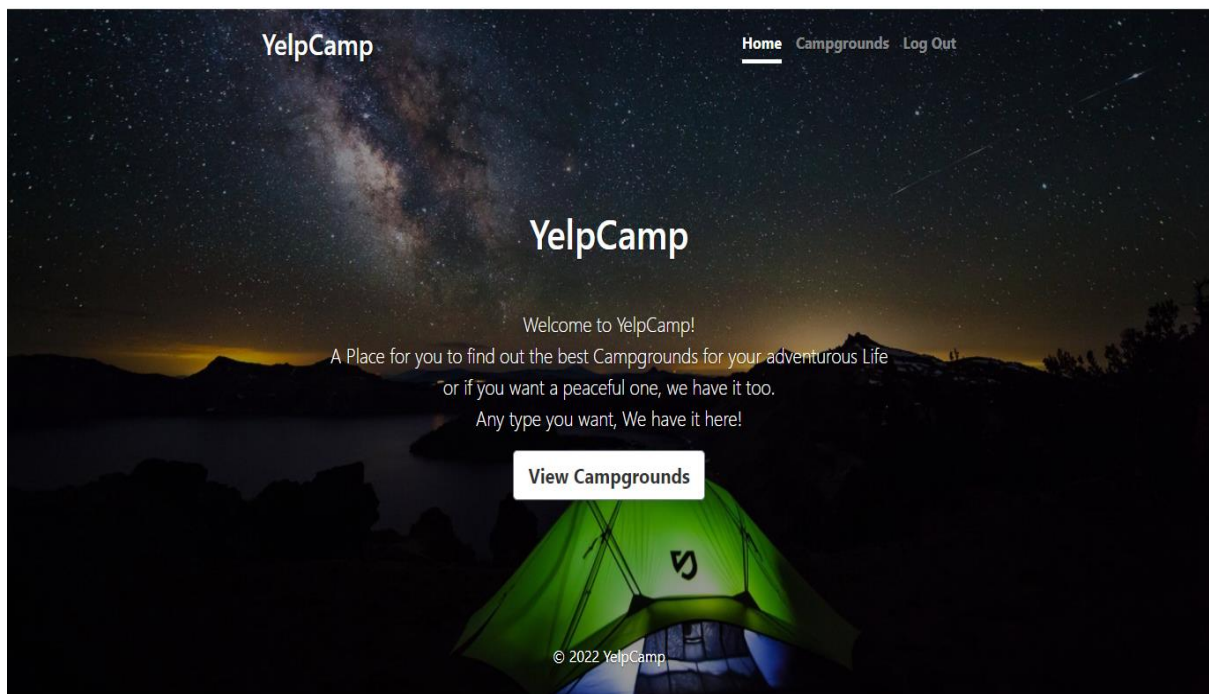 YelpCamp
Home Campgrounds Log Out
YelpCamp
Welcome to YelpCamp!
A Place for you to find out the best Campgrounds for your adventurous Life
or if you want a peaceful one, we have it too.
Any type you want, We have it here!
View Campgrounds
© 2022 YelpCamp